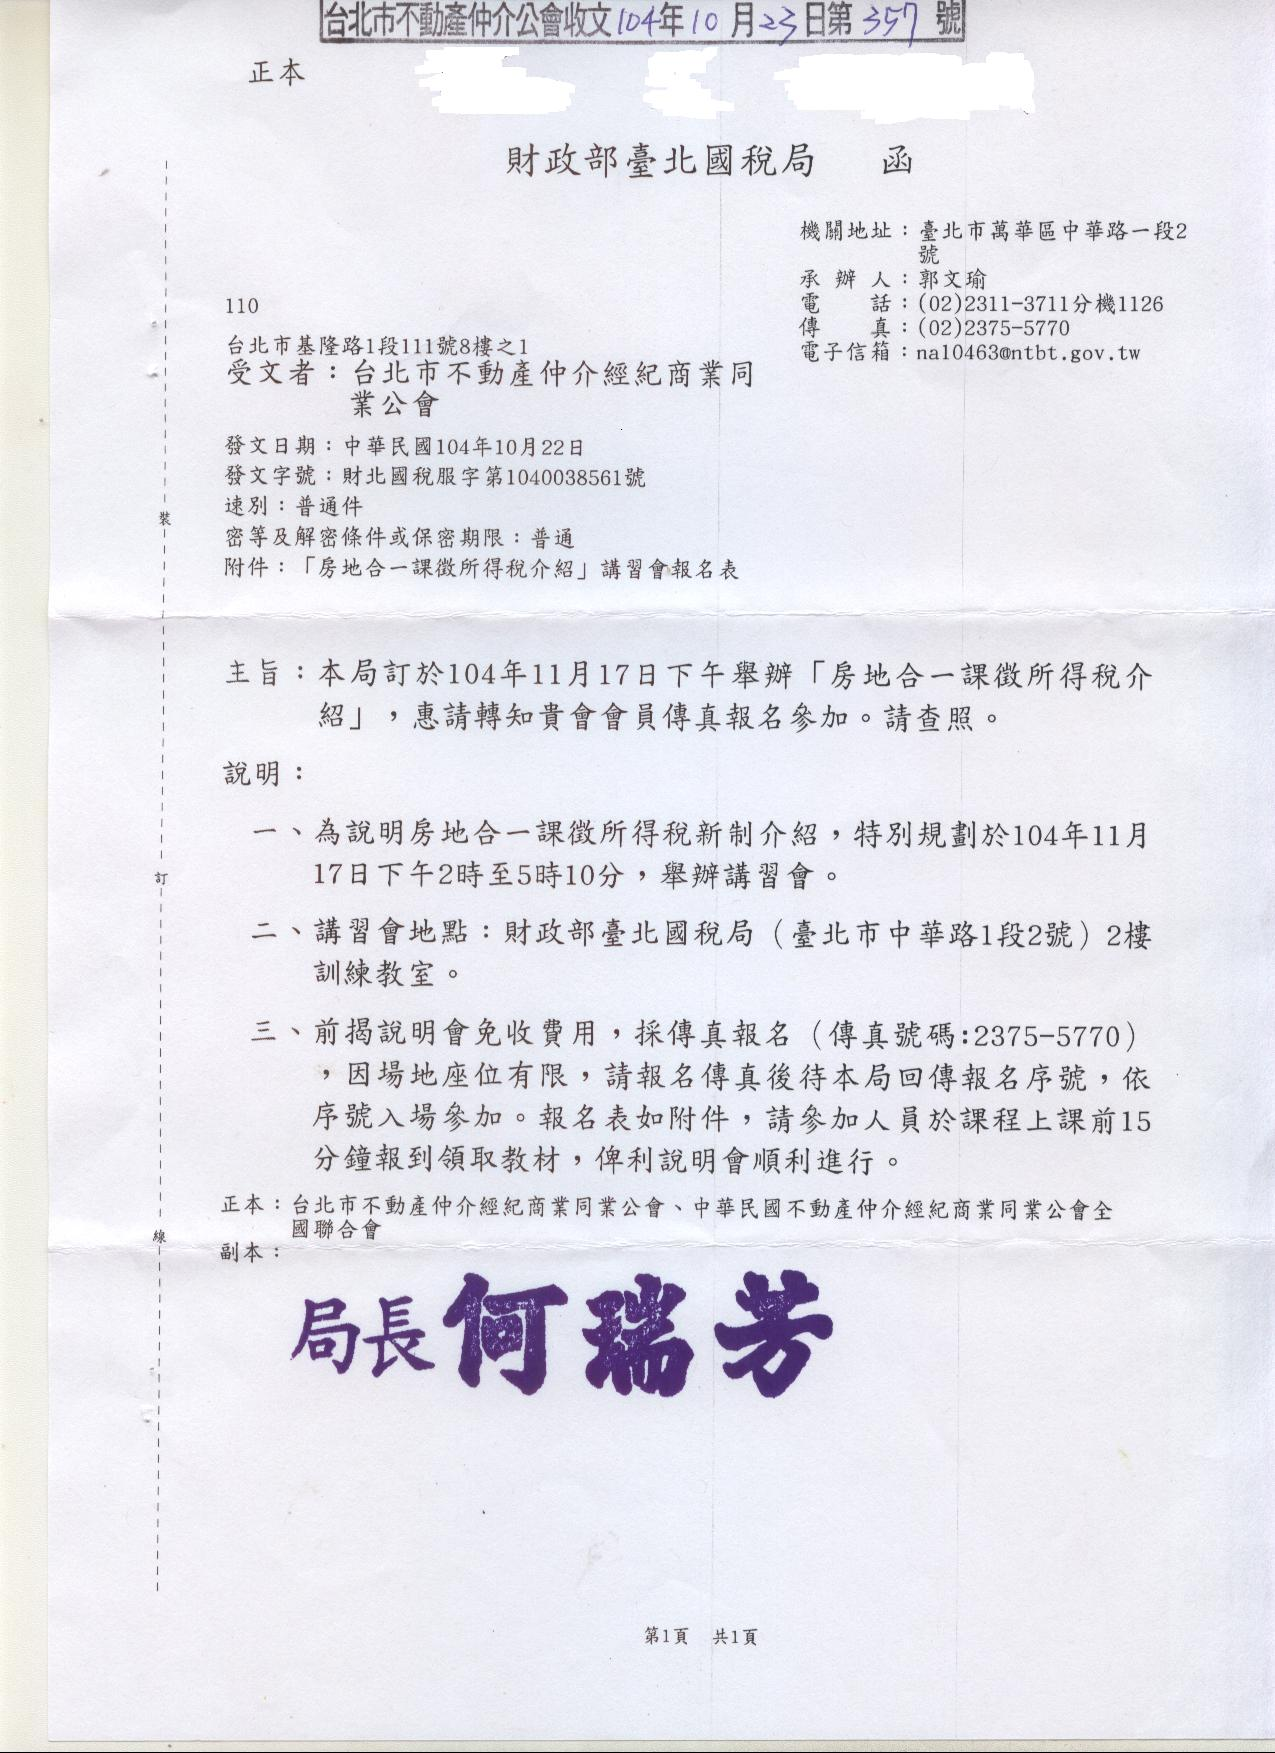 台北市不動產仲介公會收文104年10月23日第357號
正本
財政部臺北國稅局 函
機關地址：臺北市萬華區中華路一段2
號
承辦人：郭文瑜
電話：(02)2311-3711分機1126
傳真：(02)2375-5770
電子信箱：na10463@ntbt.gov.tw
110
台北市基隆路1段111號8樓之1
受文者：台北市不動產仲介經紀商業同
業公會
發文日期：中華民國104年10月22日
發文字號：財北國稅服字第1040038561號
速別：普通件
密等及解密條件或保密期限：普通
附件：「房地合一課徵所得稅介紹」講習會報名表
主旨：本局訂於104年11月17日下午舉辦「房地合一課徵所得稅介
紹」，惠請轉知貴會會員傳真報名參加。請查照。
說明：
一、為說明房地合一課徵所得稅新制介紹，特別規劃於104年11月
17日下午2時至5時10分，舉辦講習會。
二、講習會地點：財政部臺北國稅局（臺北市中華路1段2號）2樓
訓練教室。
三、前揭說明會免收費用，採傳真報名（傳真號碼:2375-5770）
，因場地座位有限，請報名傳真後待本局回傳報名序號，依
序號入場參加。報名表如附件，請參加人員於課程上課前15
分鐘報到領取教材，俾利說明會順利進行。
正本：台北市不動產仲介經紀商業同業公會、中華民國不動產仲介經紀商業同業公會全
國聯合會
副本：
局長何瑞芳
裝
訂
線
第1頁 共1頁